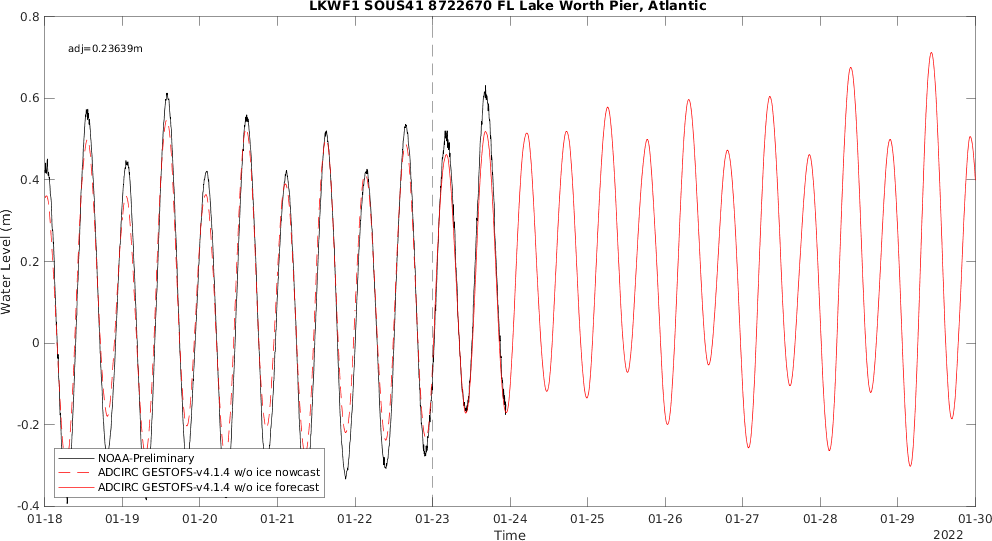 LKWF1 SOUS41 8722670 FL Lake Worth Pier, Atlantic
0.8
adj=0.23639m
0.6
0.4
0.2
0
-0.2
-0.4
Water Level (m)
NOAA-Preliminary
ADCIRC GESTOFS-v4.1.4 w/o ice nowcast
ADCIRC GESTOFS-v4.1.4 w/o ice forecast
01-18 01-19 01-20 01-21 01-22 01-23 01-24 01-25 01-26 01-27 01-28 01-29 01-30
Time
2022